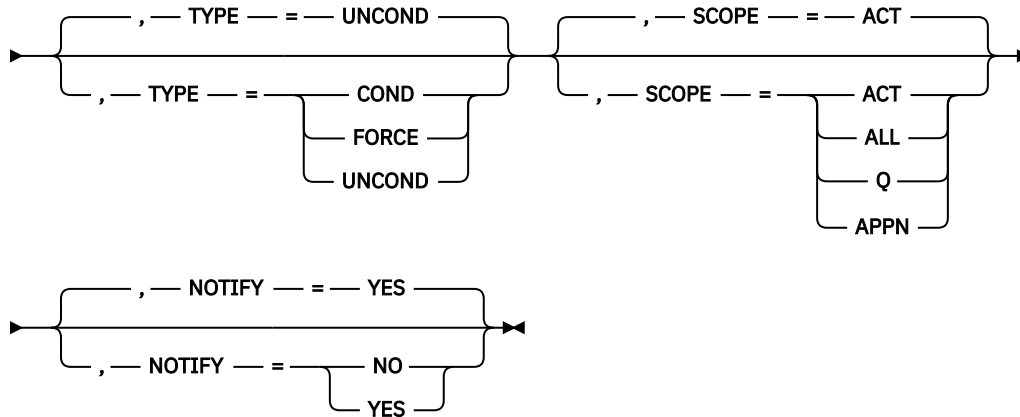 , TYPE = UNCOND , SCOPE = ACT
, TYPE = COND , SCOPE = ACT
FORCE ALL
UNCOND Q
APPN
, NOTIFY = YES
, NOTIFY = NO
YES